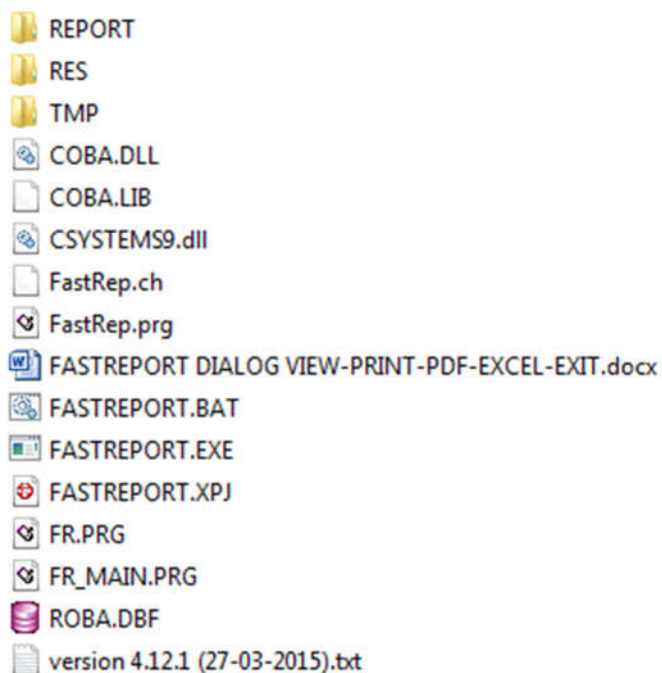 REPORT
RES
TMP
COBA.DLL
COBA.LIB
CSYSTEMS9.dll
FastRep.ch
FastRep.prg
FASTREPORT DIALOG VIEW-PRINT-PDF-EXCEL-EXIT.docx
FASTREPORT.BAT
FASTREPORT.EXE
FASTREPORT.XPJ
FR.PRG
FR_MAIN.PRG
ROBA.DBF
version 4.12.1 (27-03-2015).txt